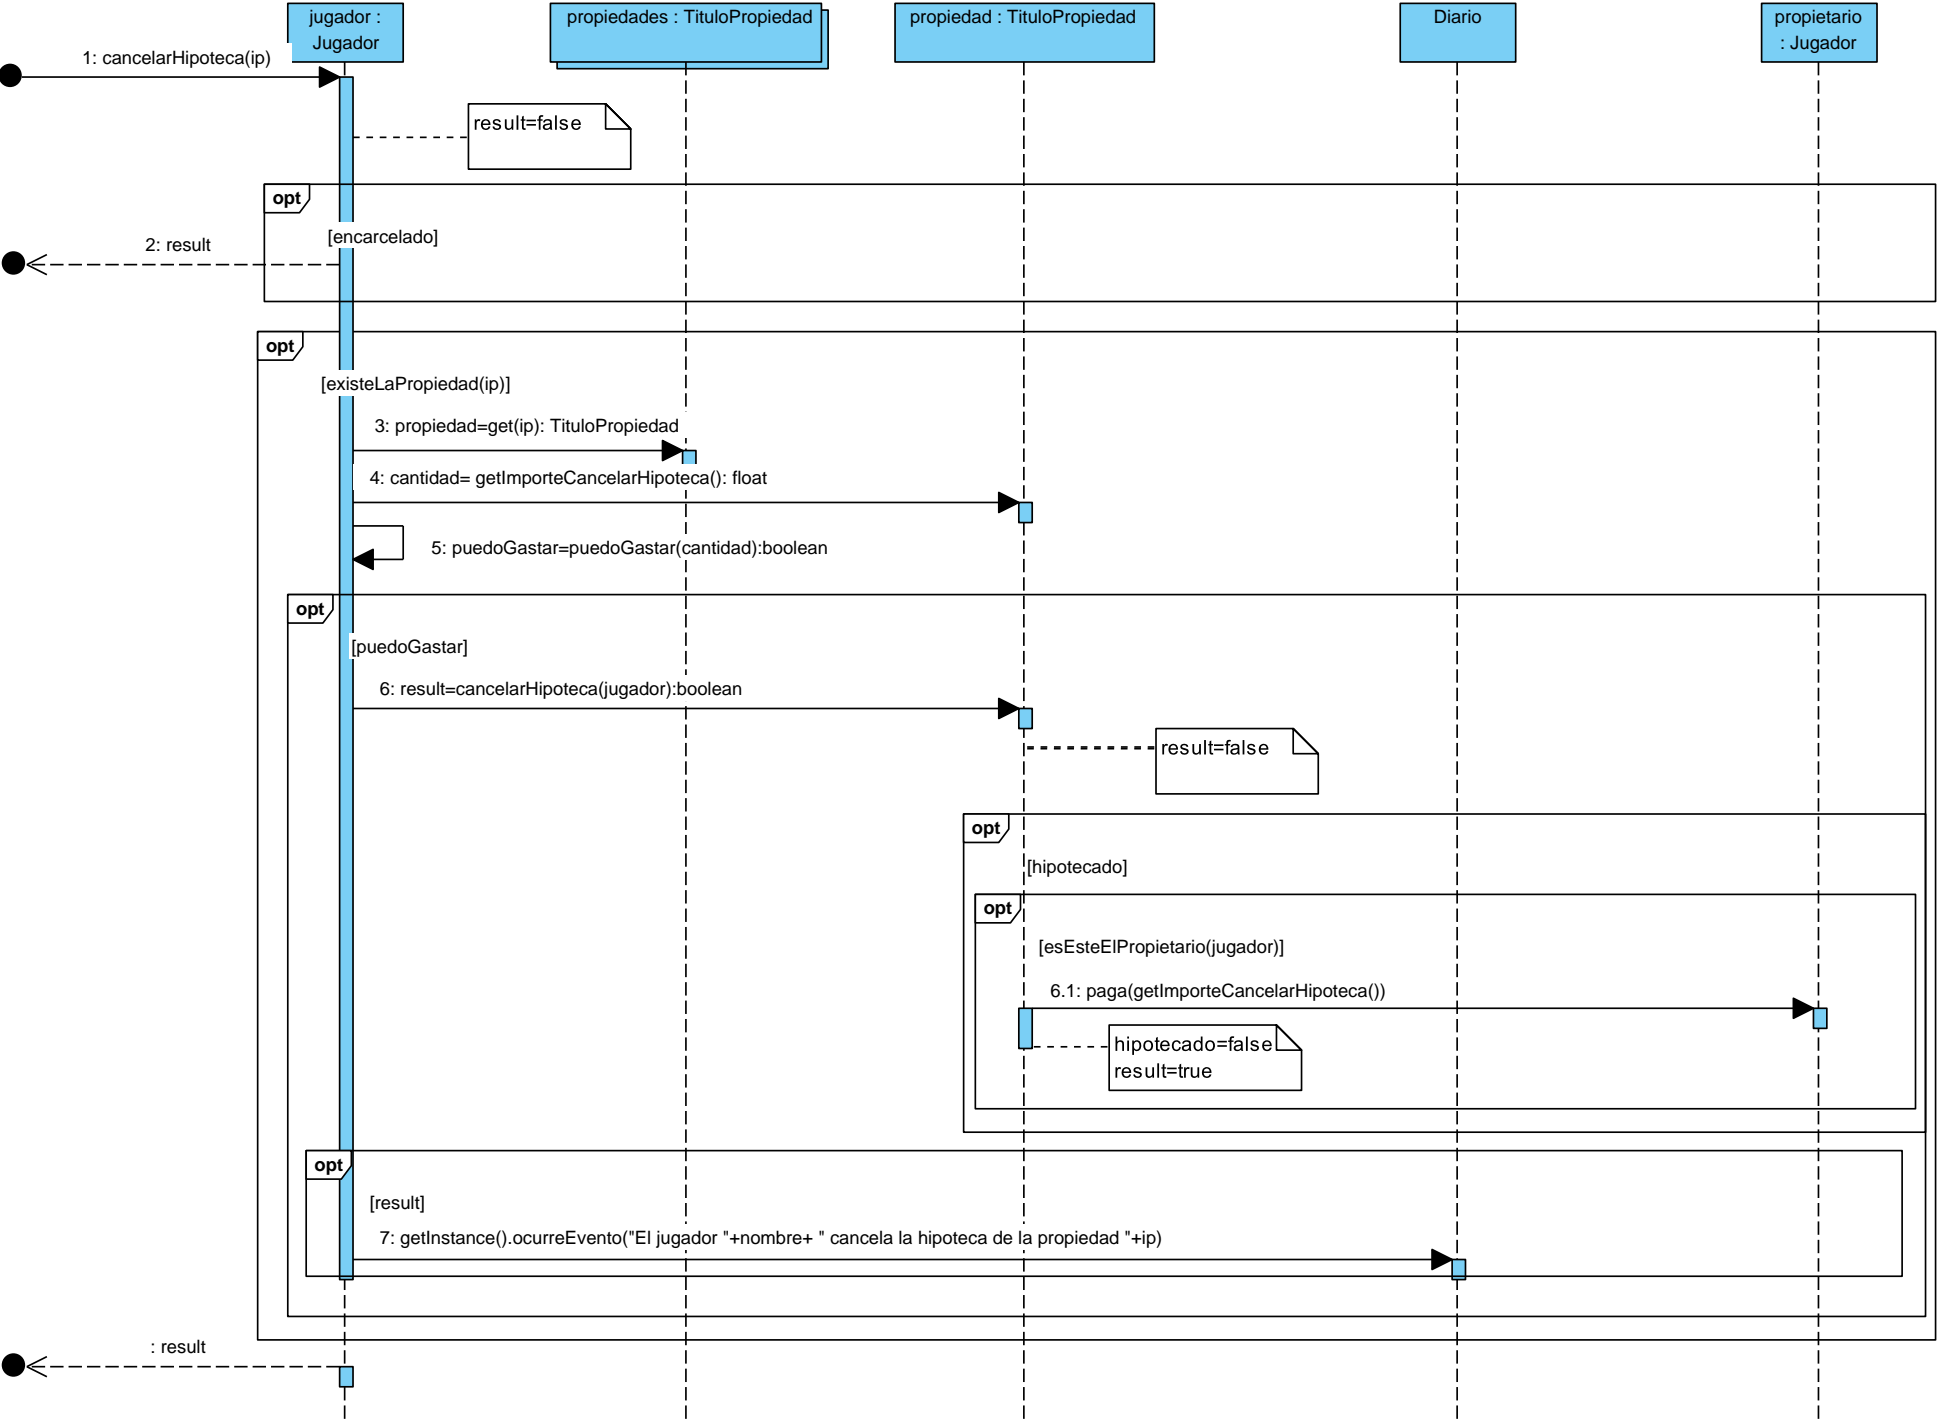 jugador :
Jugador
propiedades : TituloPropiedad
propiedad : TituloPropiedad
Diario
propietario
: Jugador
1: cancelarHipoteca(ip)
result=false
opt
[encarcelado]
2: result
opt
[existeLaPropiedad(ip)]
3: propiedad=get(ip): TituloPropiedad
4: cantidad= getImporteCancelarHipoteca(): float
5: puedoGastar=puedoGastar(cantidad):boolean
opt
[puedoGastar]
6: result=cancelarHipoteca(jugador):boolean
result=false
opt
[hipotecado]
opt
[esEsteElPropietario(jugador)]
6.1: paga(getImporteCancelarHipoteca())
hipotecado=false
result=true
opt
[result]
7: getInstance().ocurreEvento("El jugador "+nombre+ " cancela la hipoteca de la propiedad "+ip)
: result